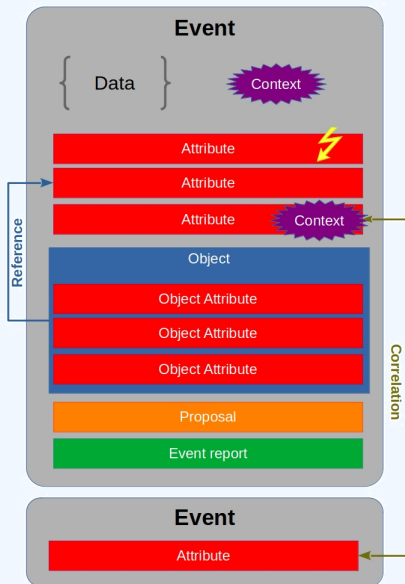 Event
{ Data }
Context
Attribute
Attribute
Attribute
Context
Reference
Object
Object Attribute
Object Attribute
Object Attribute
Correlation
Proposal
Event report
Event
Attribute